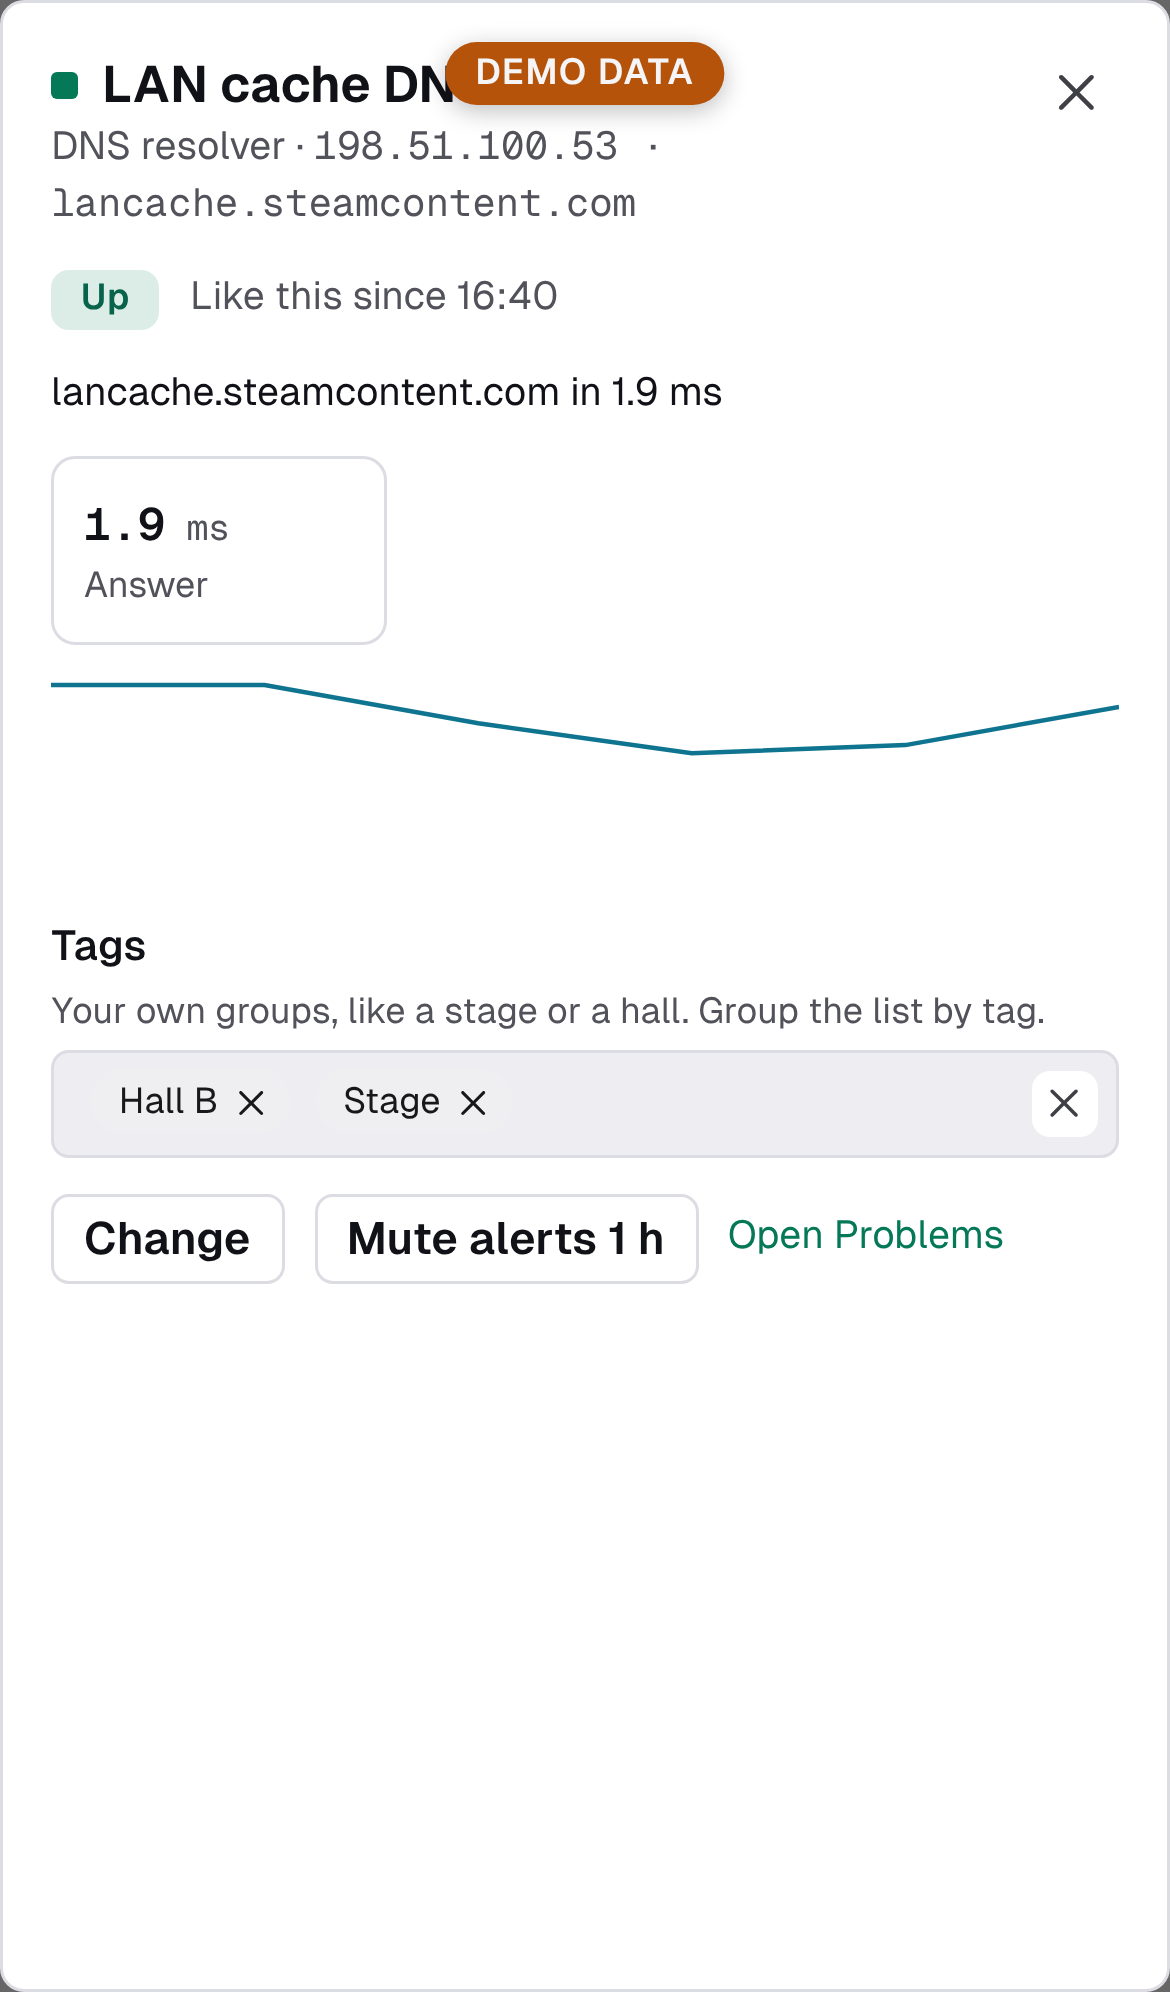 LAN cache DN
DEMO DATA
DNS resolver · 198.51.100.53 ·
lancache.steamcontent.com
Up Like this since 16:40
lancache.steamcontent.com in 1.9 ms
1.9 ms
Answer
Tags
Your own groups, like a stage or a hall. Group the list by tag.
Hall B Stage
Change Mute alerts 1 h Open Problems